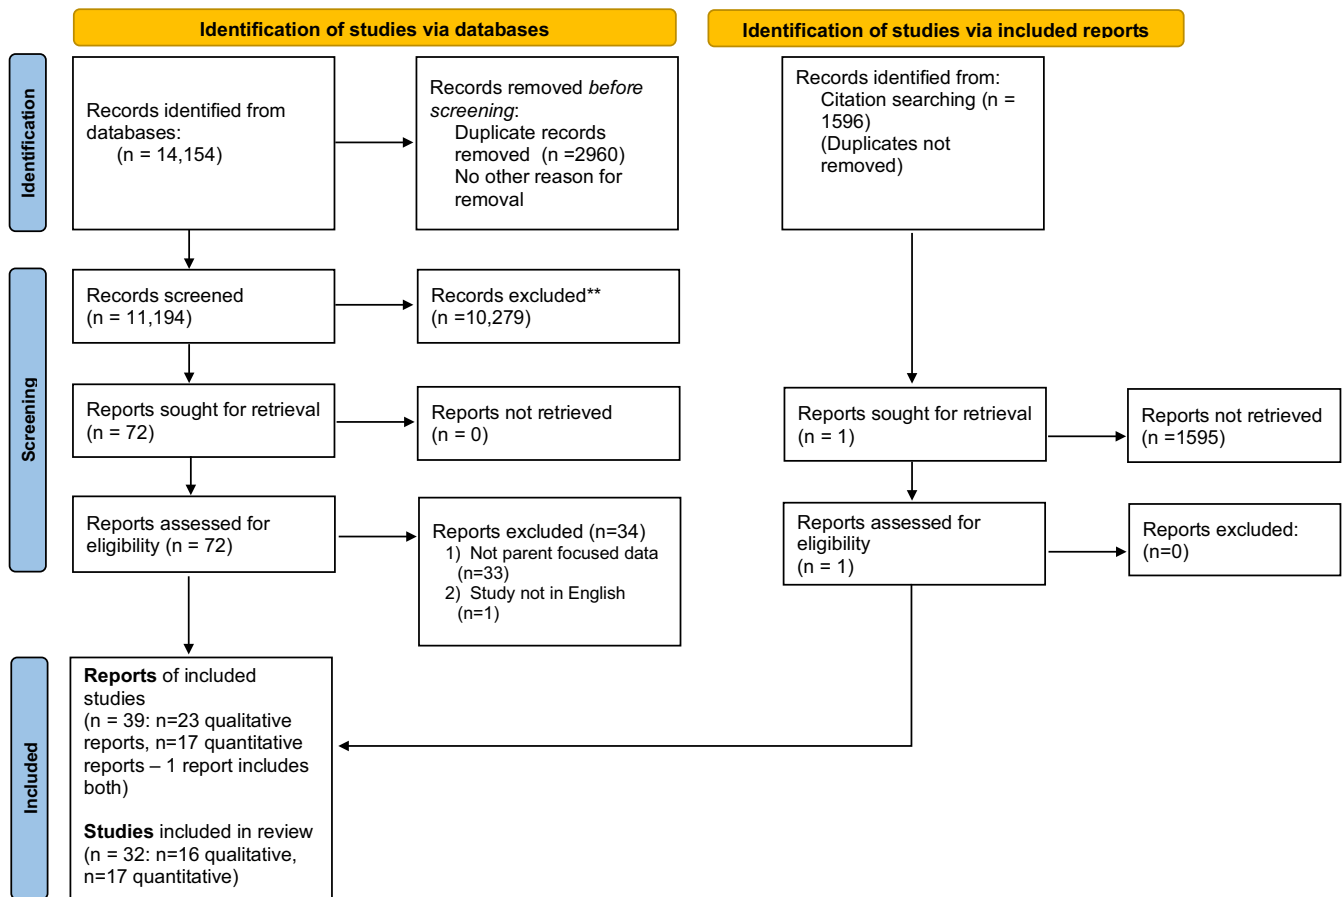 Identification of studies via databases
Identification of studies via included reports
Identification
Records identified from
databases:
(n = 14,154)
Records removed before
screening:
Duplicate records
removed (n =2960)
No other reason for
removal
Records identified from:
Citation searching (n =
1596)
(Duplicates not
removed)
Screening
Records screened
(n = 11,194)
Records excluded**
(n =10,279)
Reports sought for retrieval
(n = 72)
Reports not retrieved
(n = 0)
Reports sought for retrieval
(n = 1)
Reports not retrieved
(n =1595)
Reports assessed for
eligibility (n = 72)
Reports excluded (n=34)
1) Not parent focused data
(n=33)
2) Study not in English
(n=1)
Reports assessed for
eligibility
(n = 1)
Reports excluded:
(n=0)
Included
Reports of included
studies
(n = 39: n=23 qualitative
reports, n=17 quantitative
reports – 1 report includes
both)
Studies included in review
(n = 32: n=16 qualitative,
n=17 quantitative)